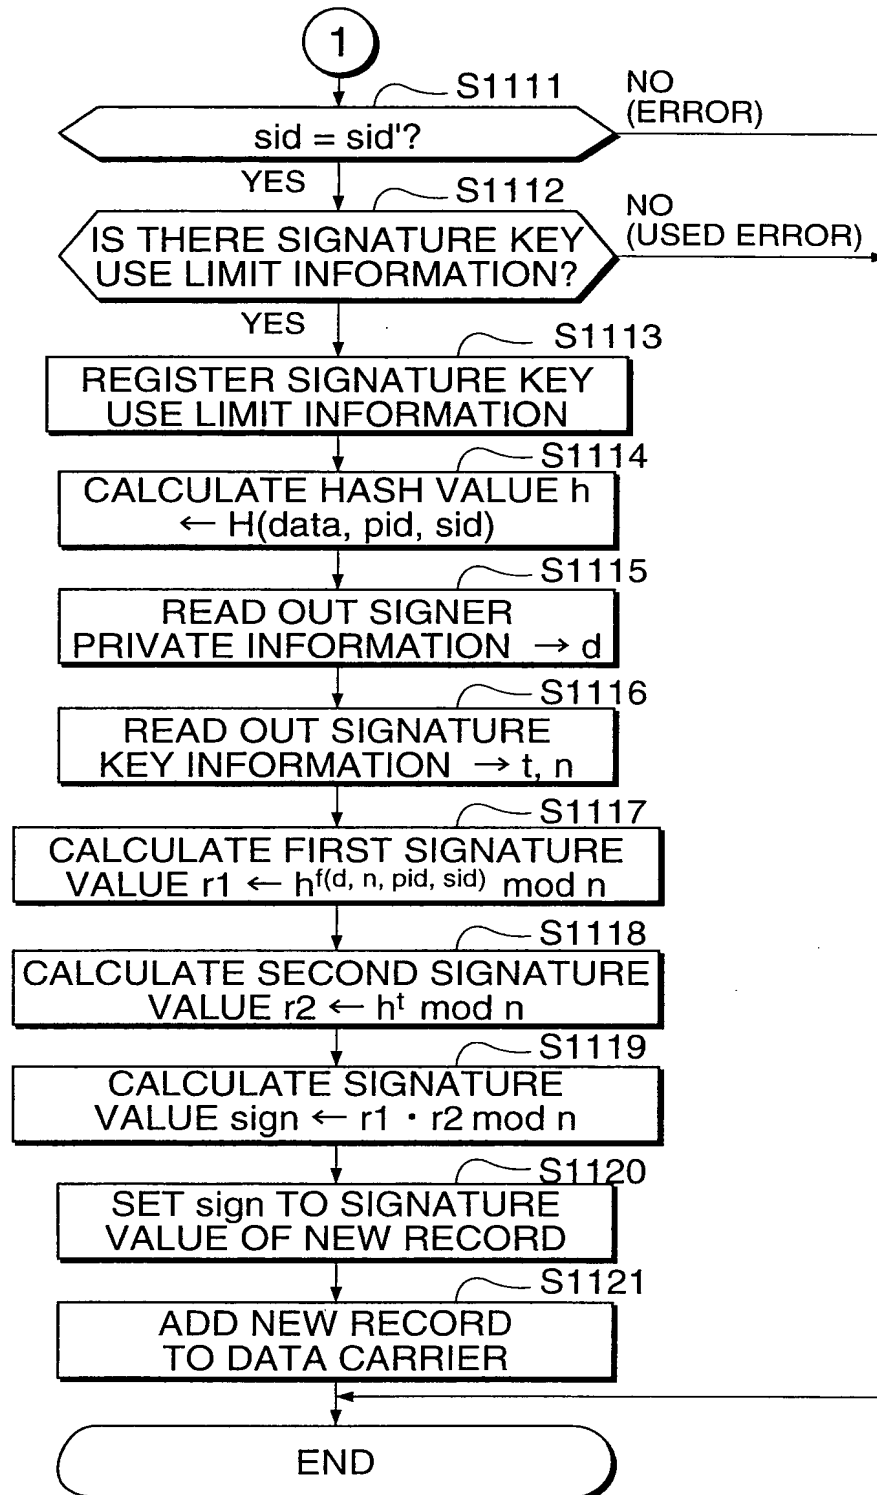 1
S1111
NO
(ERROR)
sid = sid'?
YES
S1112
NO
(USED ERROR)
IS THERE SIGNATURE KEY
USE LIMIT INFORMATION?
YES
S1113
REGISTER SIGNATURE KEY
USE LIMIT INFORMATION
S1114
CALCULATE HASH VALUE h
← H(data, pid, sid)
S1115
READ OUT SIGNER
PRIVATE INFORMATION → d
S1116
READ OUT SIGNATURE
KEY INFORMATION → t, n
S1117
CALCULATE FIRST SIGNATURE
VALUE r1 ← h^f(d, n, pid, sid) mod n
S1118
CALCULATE SECOND SIGNATURE
VALUE r2 ← h^t mod n
S1119
CALCULATE SIGNATURE
VALUE sign ← r1 · r2 mod n
S1120
SET sign TO SIGNATURE
VALUE OF NEW RECORD
S1121
ADD NEW RECORD
TO DATA CARRIER
END